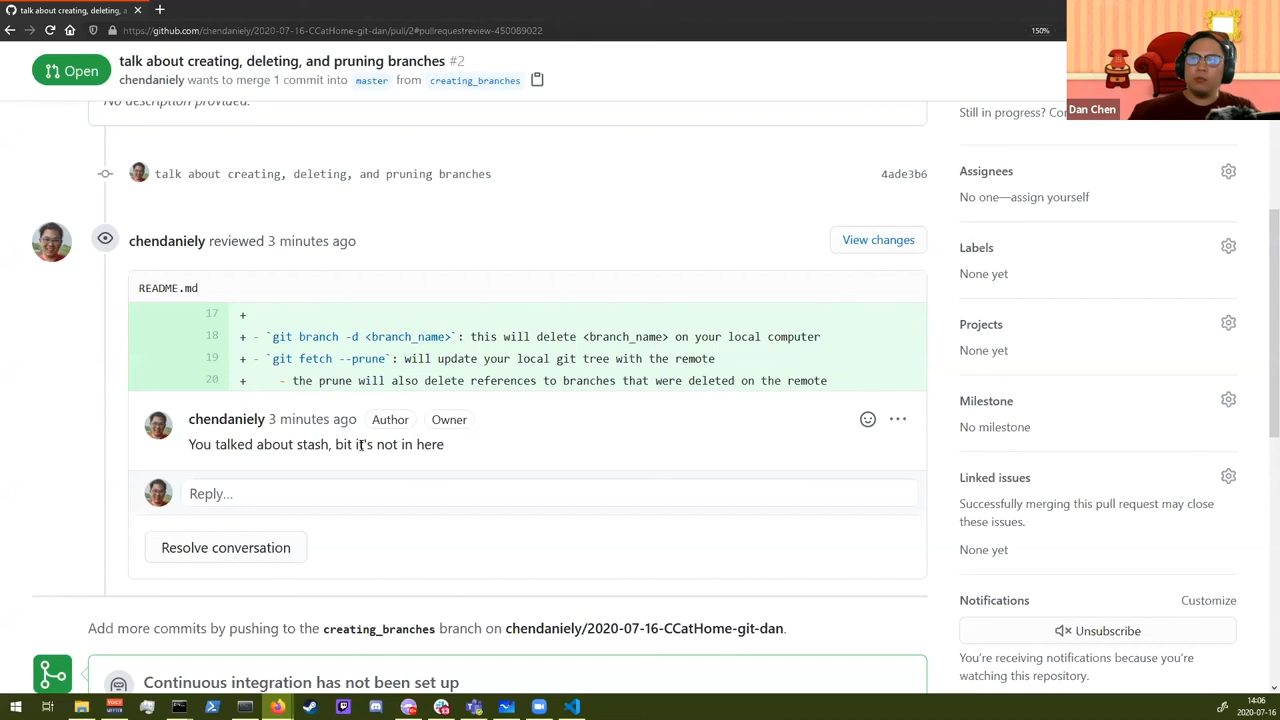 talk about creating, deleting, a
https://github.com/chendaniely/2020-07-16-CCatHome-git-dan/pull/2#pullrequestreview-450089022
150%
Open
talk about creating, deleting, and pruning branches #2
chendaniely wants to merge 1 commit into master from creating_branches
Dan Chen
No description provided.
Still in progress? Co
talk about creating, deleting, and pruning branches
4ade3b6
Assignees
No one—assign yourself
chendaniely reviewed 3 minutes ago
View changes
Labels
None yet
README.md
17 +
18 + - `git branch -d <branch_name>`: this will delete <branch_name> on your local computer
19 + - `git fetch --prune`: will update your local git tree with the remote
20 + - the prune will also delete references to branches that were deleted on the remote
Projects
None yet
chendaniely 3 minutes ago Author Owner
You talked about stash, bit it's not in here
Milestone
No milestone
Reply...
Linked issues
Successfully merging this pull request may close
these issues.
None yet
Resolve conversation
Notifications
Customize
Unsubscribe
You're receiving notifications because you're
watching this repository.
Add more commits by pushing to the creating_branches branch on chendaniely/2020-07-16-CCatHome-git-dan.
Continuous integration has not been set up
14:06
2020-07-16